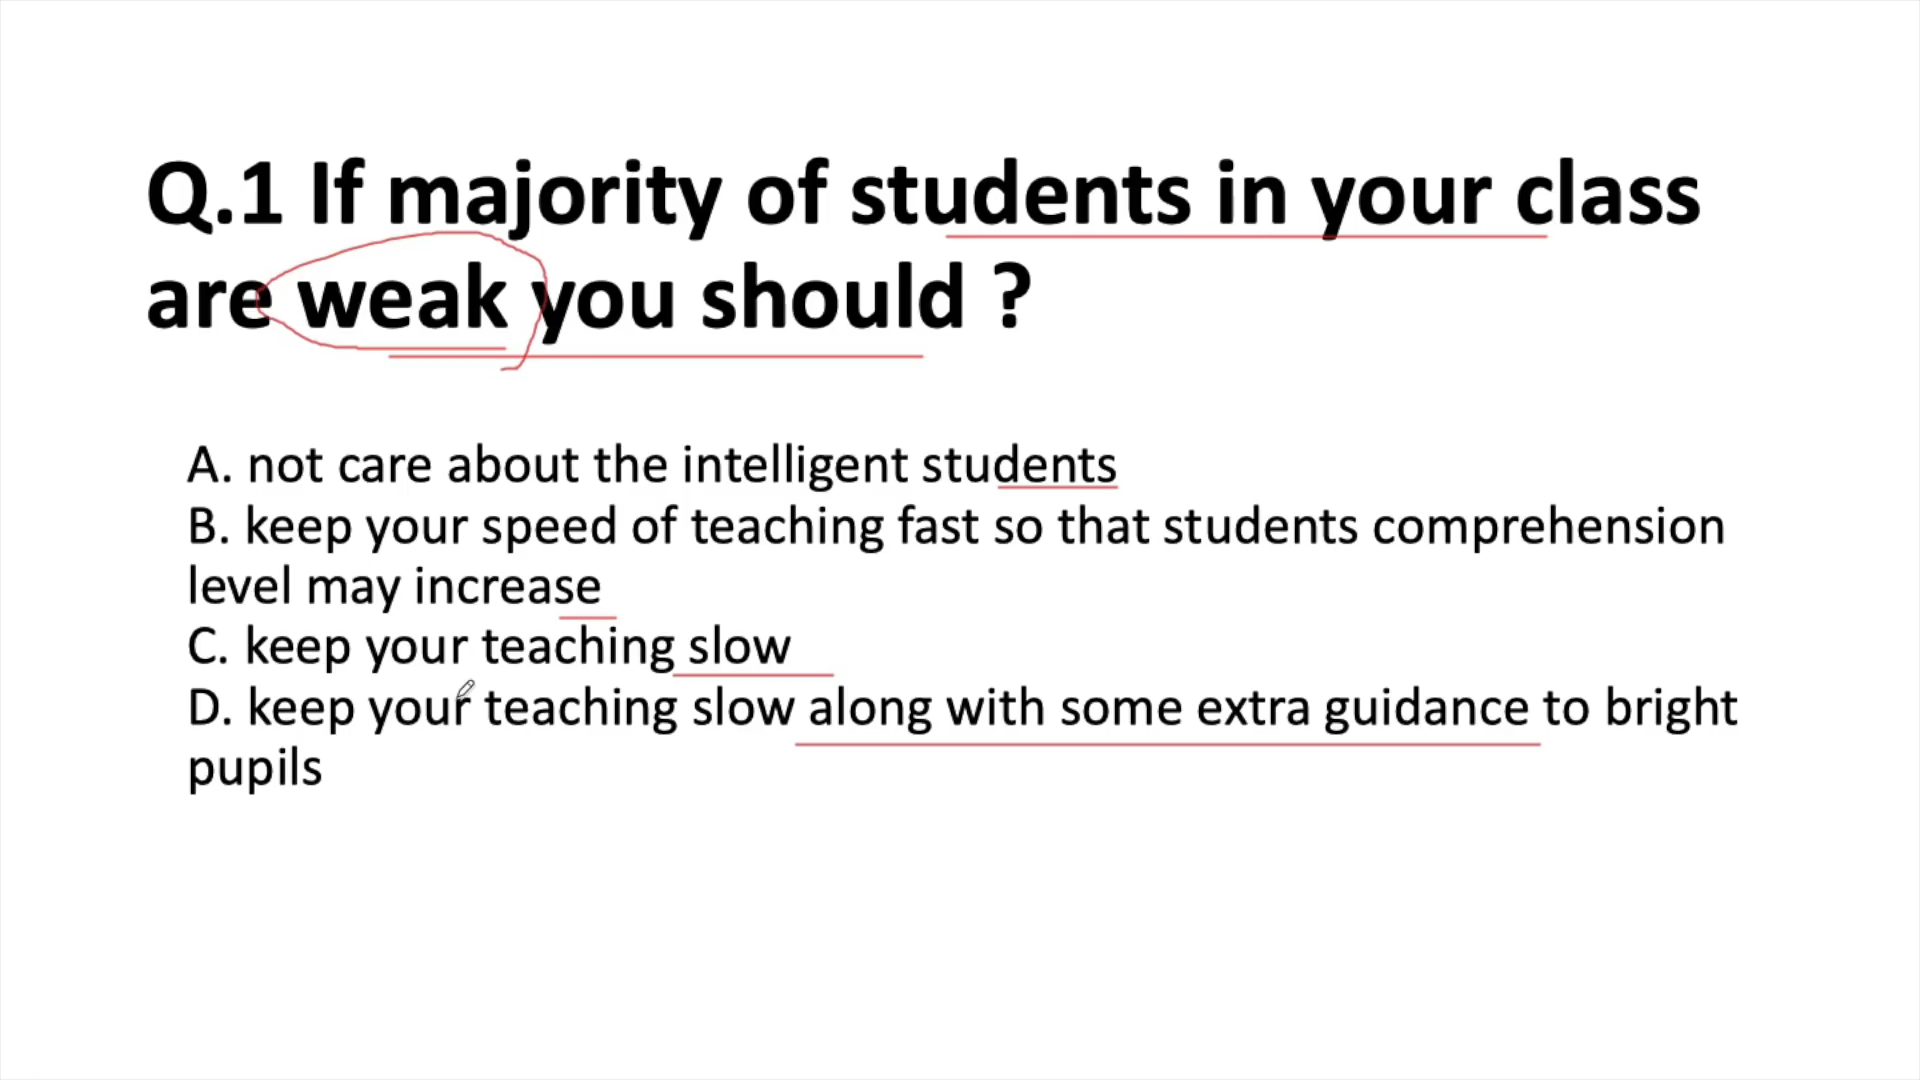 Q.1 If majority of students in your class
are weak you should ?
A. not care about the intelligent students
B. keep your speed of teaching fast so that students comprehension
level may increase
C. keep your teaching slow
D. keep your teaching slow along with some extra guidance to bright
pupils